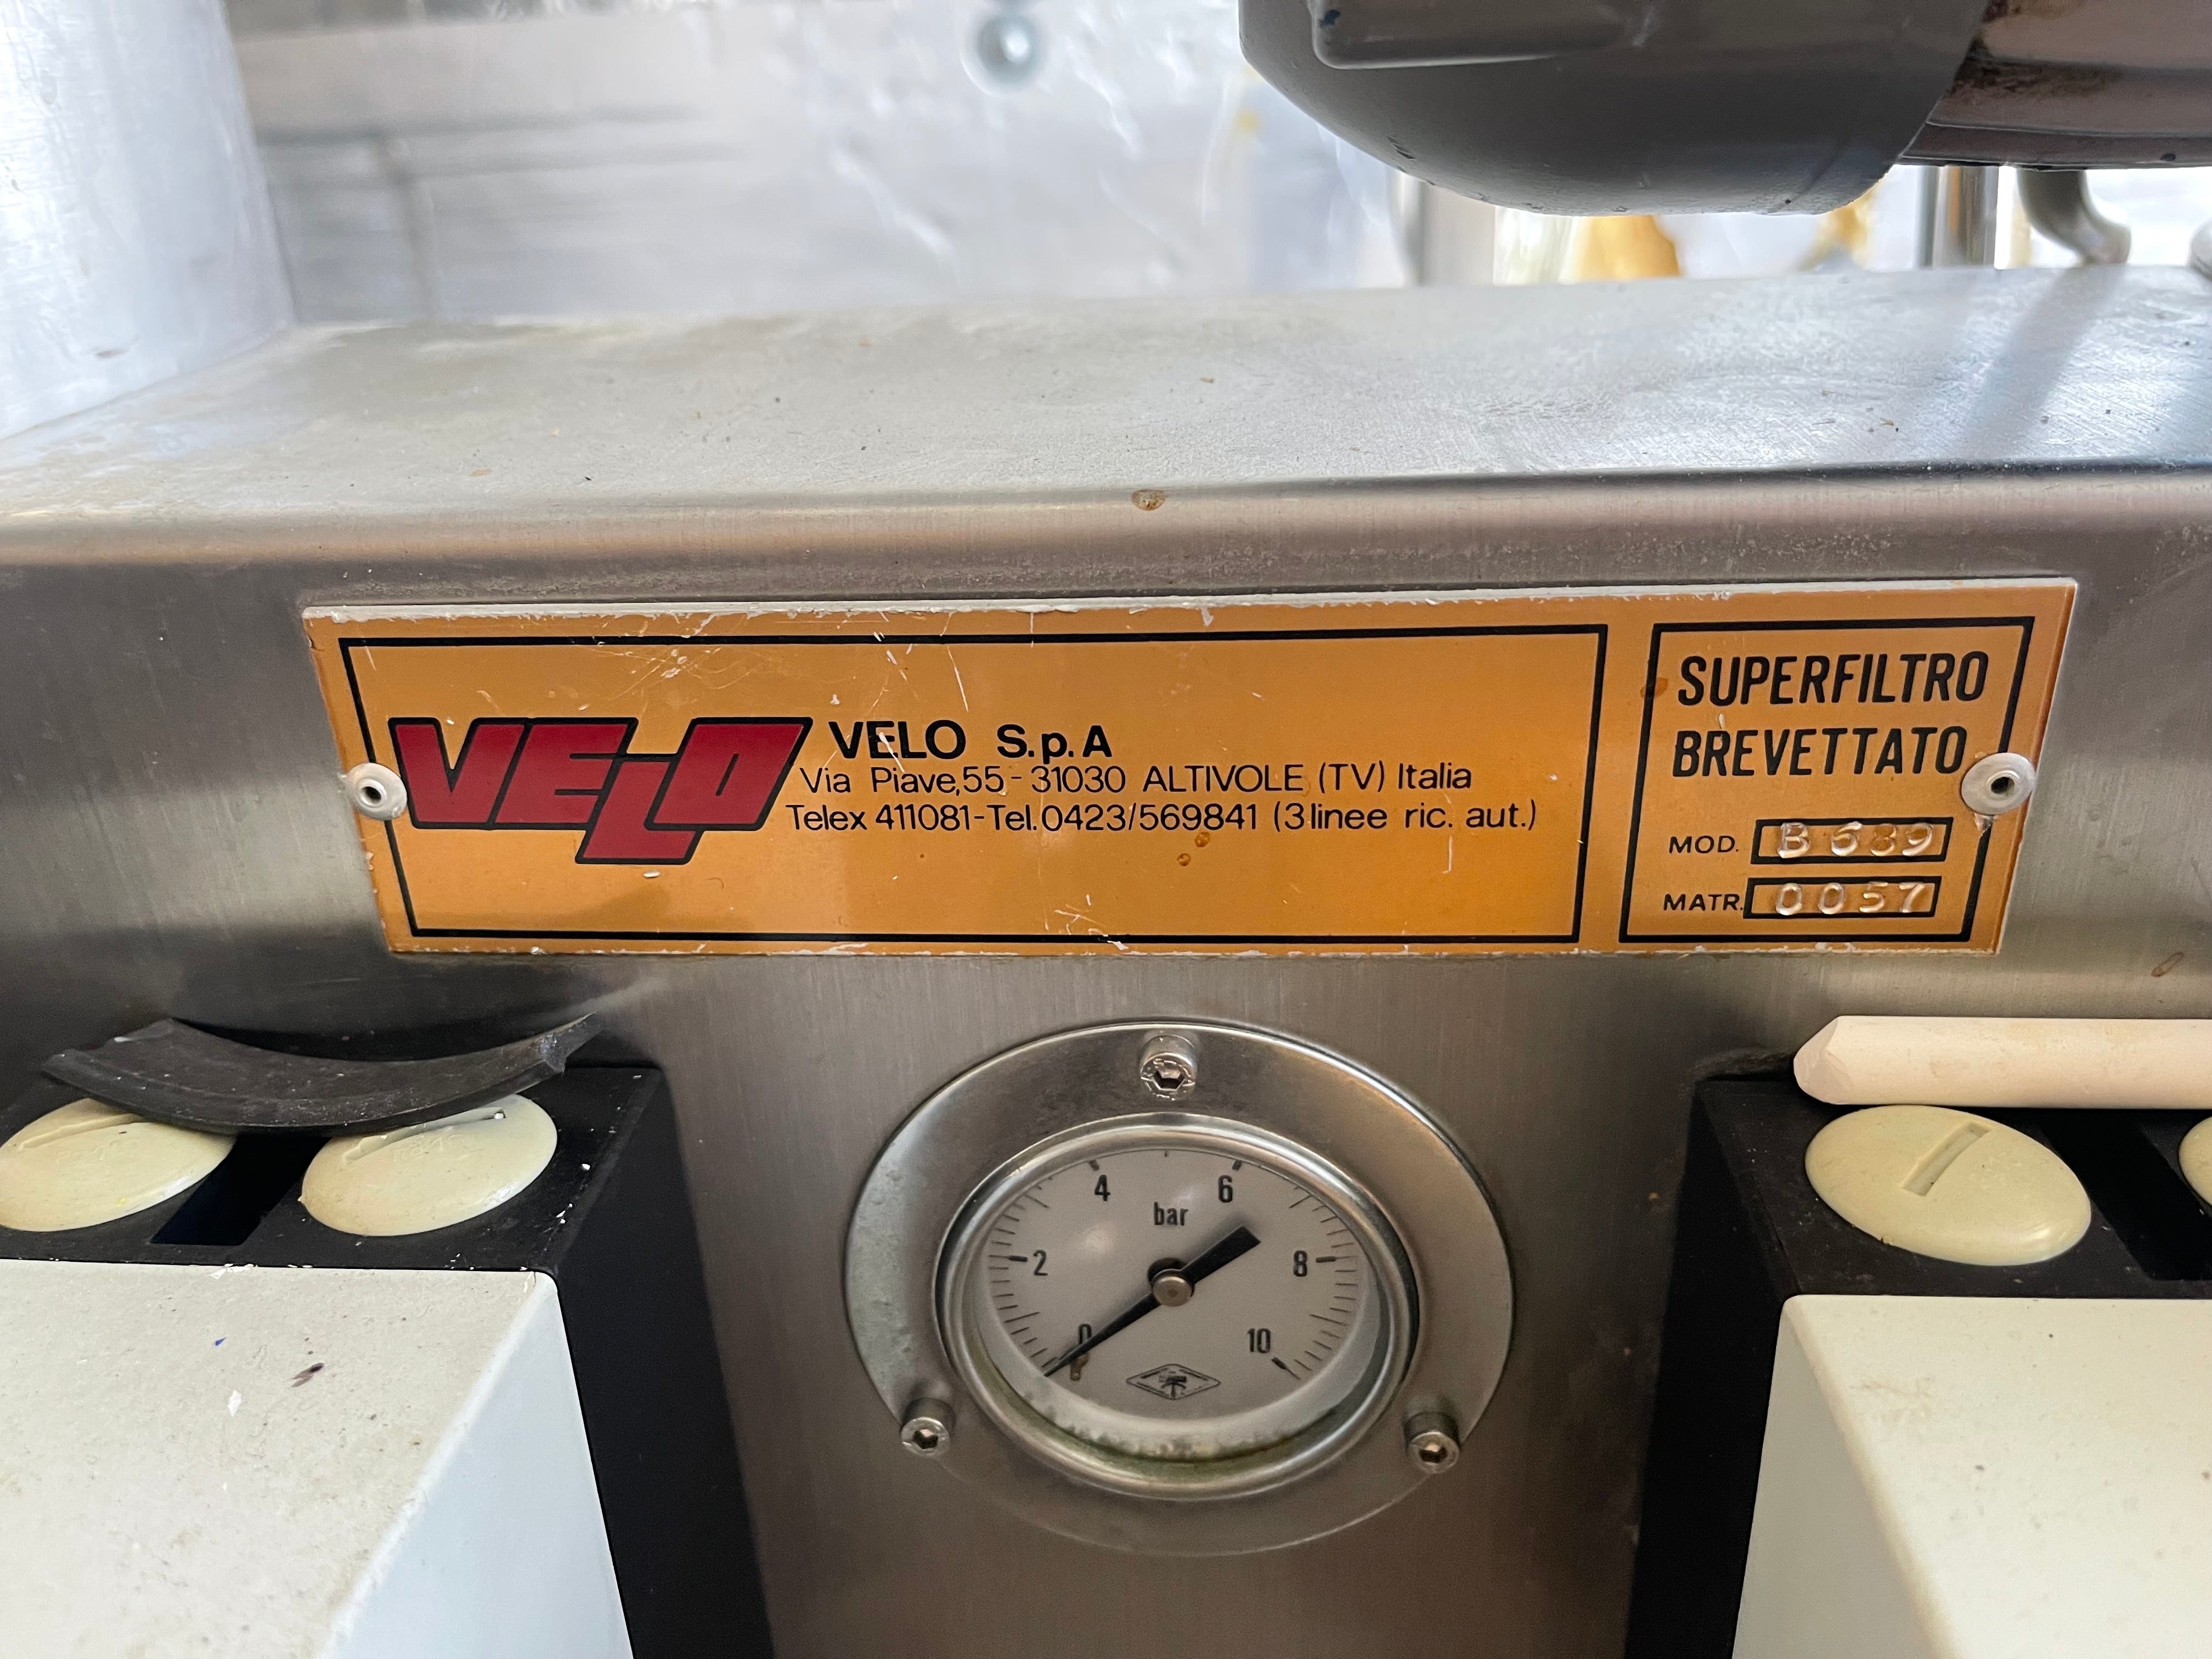 VELO
VELO S.p.A
Via Piave,55-31030 ALTIVOLE (TV) Italia
Telex 411081-Tel.0423/569841 (3 linee ric. aut.)
SUPERFILTRO
BREVETTATO
MOD. B 689
MATR. 0057
bar
0
2
4
6
8
10